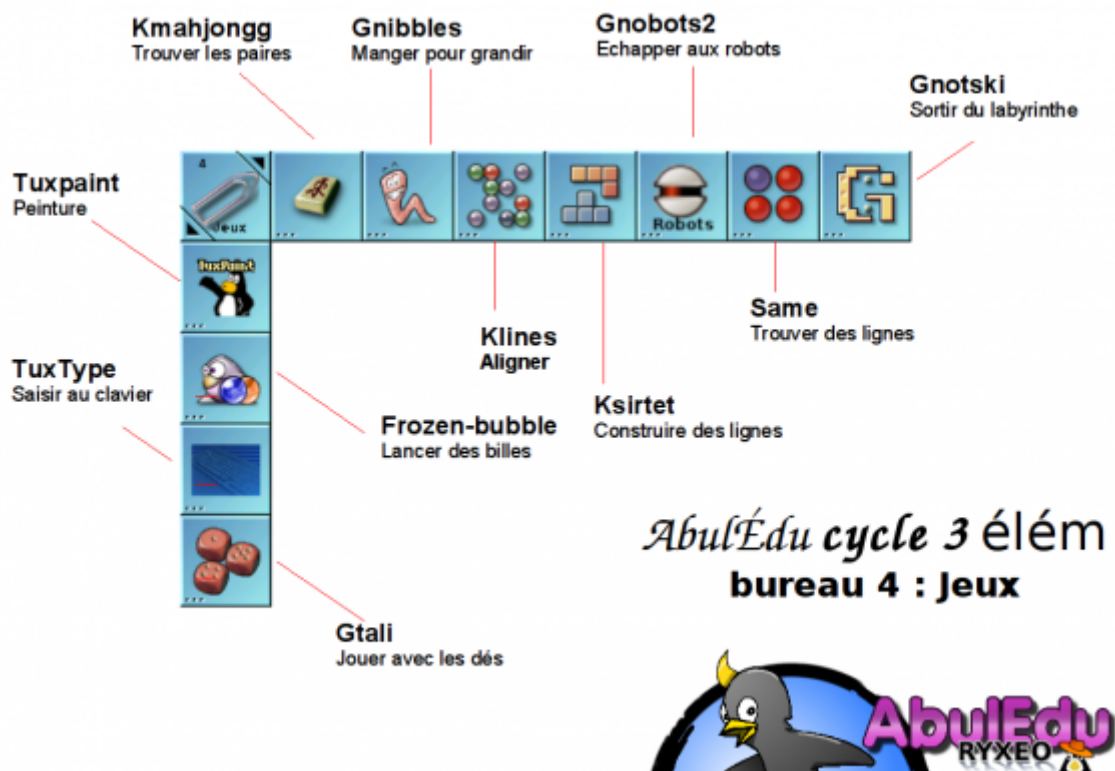 Kmahjongg
Trouver les paires
Gnibbles
Manger pour grandir
Gnobots2
Echapper aux robots
Gnotski
Sortir du labyrinthe
Tuxpaint
Peinture
4
Jeux
Robots
TuxPaint
Klines
Aligner
Same
Trouver des lignes
TuxType
Saisir au clavier
Ksirtet
Construire des lignes
Frozen-bubble
Lancer des billes
AbulÉdu cycle 3 élém
bureau 4 : Jeux
Gtali
Jouer avec les dés
AbulEdu
RYXEO